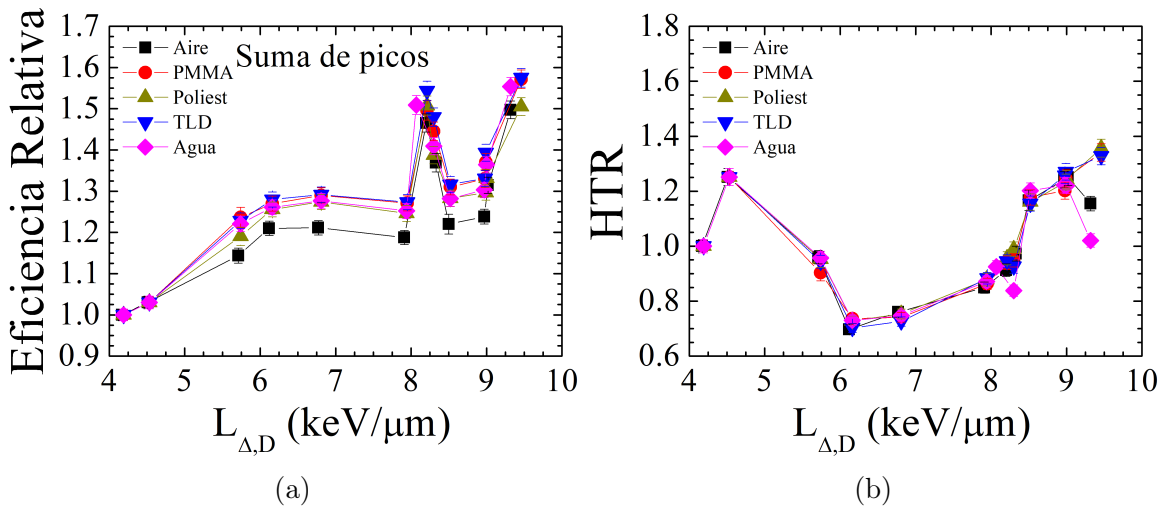 Eficiencia Relativa
1.7
1.6
1.5
1.4
1.3
1.2
1.1
1.0
0.9
Aire
PMMA
Poliest
TLD
Agua
Suma de picos
4 5 6 7 8 9 10
L_Δ,D (keV/μm)
(a)
HTR
1.8
1.6
1.4
1.2
1.0
0.8
0.6
Aire
PMMA
Poliest
TLD
Agua
4 5 6 7 8 9 10
L_Δ,D (keV/μm)
(b)